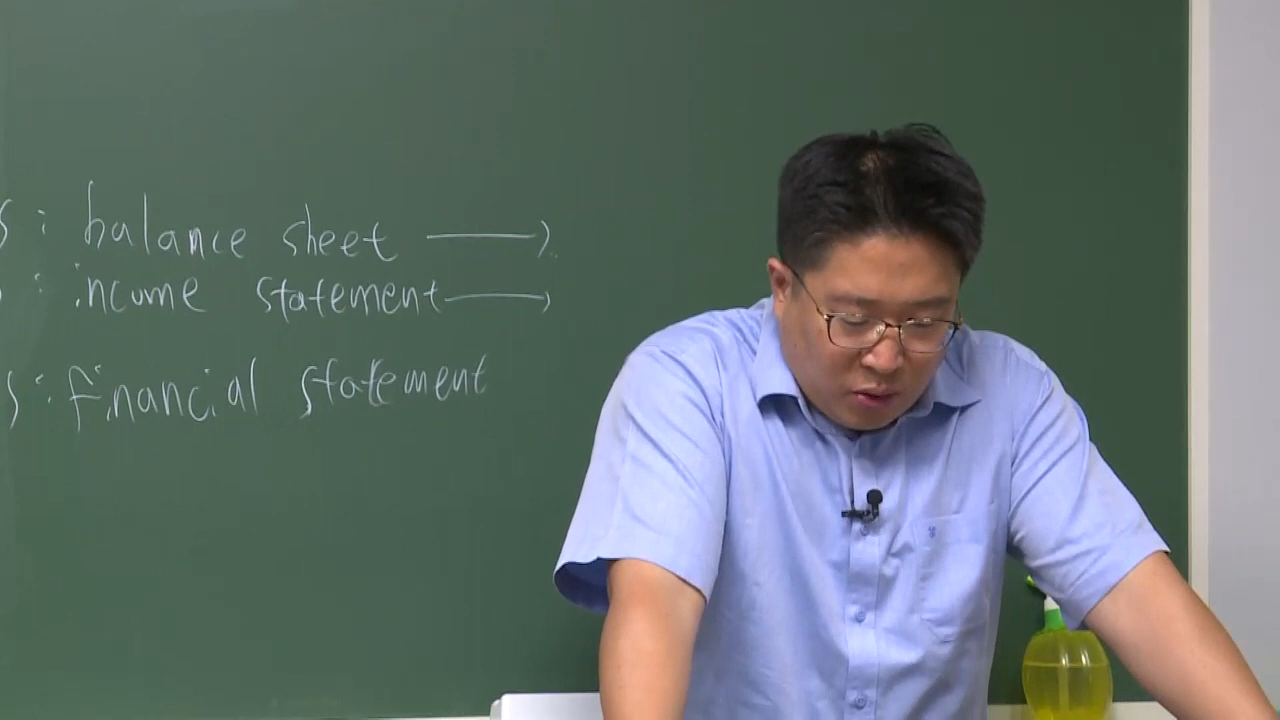 s : balance sheet →
: income statement →
s : financial statement